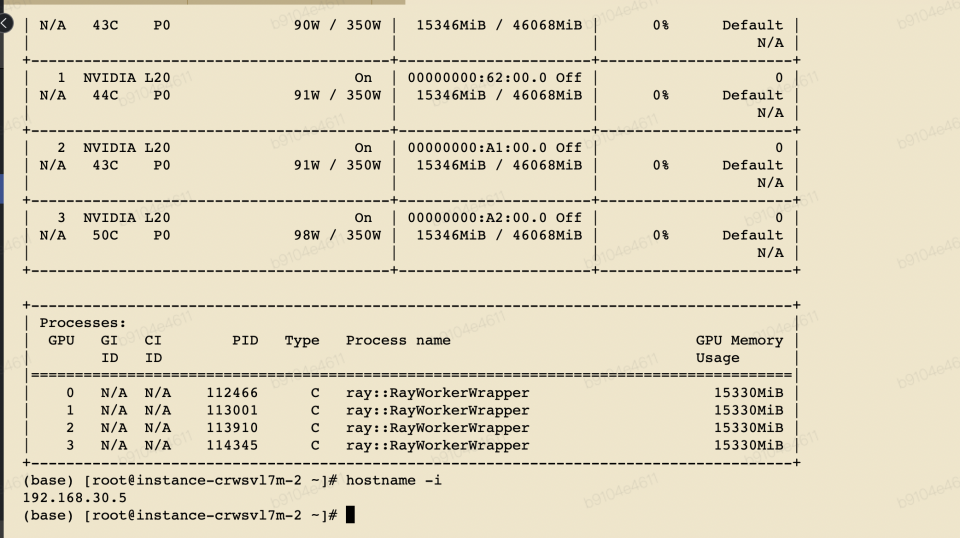 | N/A   43C    P0              90W / 350W |  15346MiB / 46068MiB |      0%      Default |
|                                         |                      |                  N/A |
+-----------------------------------------+----------------------+----------------------+
|   1  NVIDIA L20                     On  | 00000000:62:00.0 Off |                    0 |
| N/A   44C    P0              91W / 350W |  15346MiB / 46068MiB |      0%      Default |
|                                         |                      |                  N/A |
+-----------------------------------------+----------------------+----------------------+
|   2  NVIDIA L20                     On  | 00000000:A1:00.0 Off |                    0 |
| N/A   43C    P0              91W / 350W |  15346MiB / 46068MiB |      0%      Default |
|                                         |                      |                  N/A |
+-----------------------------------------+----------------------+----------------------+
|   3  NVIDIA L20                     On  | 00000000:A2:00.0 Off |                    0 |
| N/A   50C    P0              98W / 350W |  15346MiB / 46068MiB |      0%      Default |
|                                         |                      |                  N/A |
+-----------------------------------------+----------------------+----------------------+
+---------------------------------------------------------------------------------------+
| Processes:                                                                            |
|  GPU   GI   CI        PID   Type   Process name                            GPU Memory |
|        ID   ID                                                             Usage      |
|=======================================================================================|
|    0   N/A  N/A    112466      C   ray::RayWorkerWrapper                     15330MiB |
|    1   N/A  N/A    113001      C   ray::RayWorkerWrapper                     15330MiB |
|    2   N/A  N/A    113910      C   ray::RayWorkerWrapper                     15330MiB |
|    3   N/A  N/A    114345      C   ray::RayWorkerWrapper                     15330MiB |
+---------------------------------------------------------------------------------------+
(base) [root@instance-crwsvl7m-2 ~]# hostname -i
192.168.30.5
(base) [root@instance-crwsvl7m-2 ~]#
b9104e4611